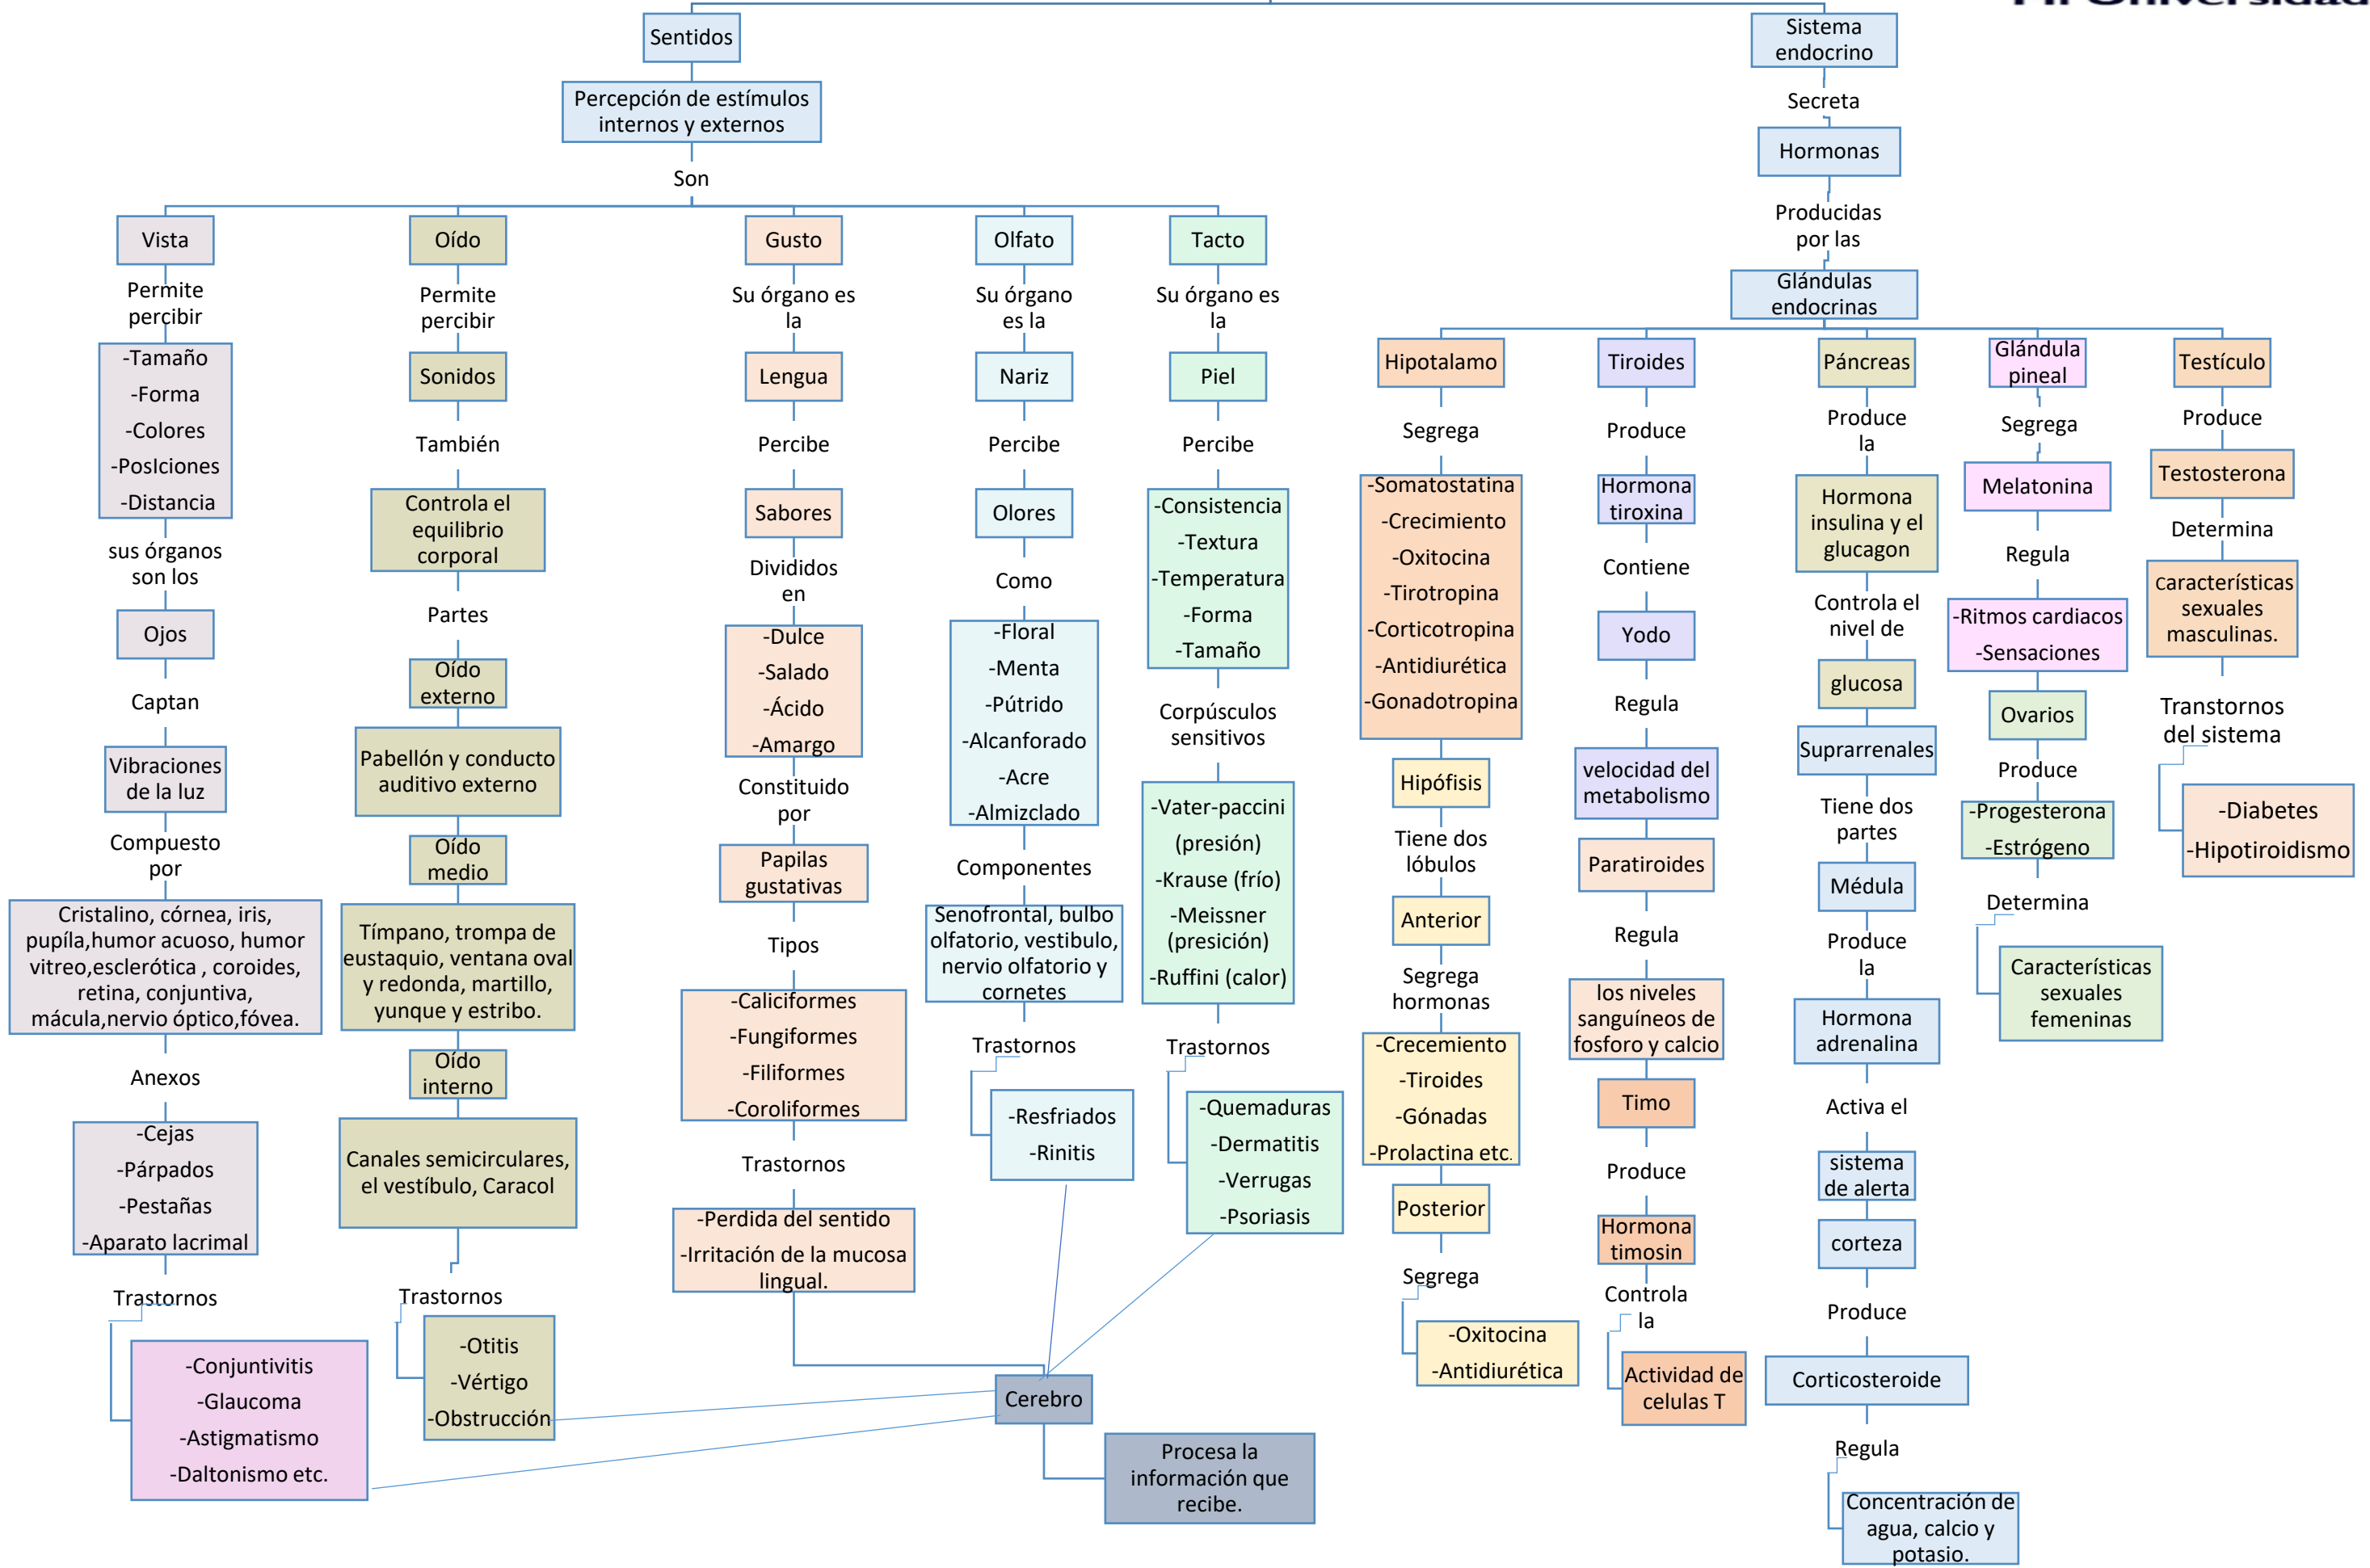 Mi Universidad
Sentidos
Percepción de estímulos
internos y externos
Son
Vista
Permite
percibir
-Tamaño
-Forma
-Colores
-PosIciones
-Distancia
sus órganos
son los
Ojos
Captan
Vibraciones
de la luz
Compuesto
por
Cristalino, córnea, iris,
pupíla,humor acuoso, humor
vitreo,esclerótica , coroides,
retina, conjuntiva,
mácula,nervio óptico,fóvea.
Anexos
-Cejas
-Párpados
-Pestañas
-Aparato lacrimal
Trastornos
-Conjuntivitis
-Glaucoma
-Astigmatismo
-Daltonismo etc.
Oído
Permite
percibir
Sonidos
También
Controla el
equilibrio
corporal
Partes
Oído
externo
Pabellón y conducto
auditivo externo
Oído
medio
Tímpano, trompa de
eustaquio, ventana oval
y redonda, martillo,
yunque y estribo.
Oído
interno
Canales semicirculares,
el vestíbulo, Caracol
Trastornos
-Otitis
-Vértigo
-Obstrucción
Gusto
Su órgano es
la
Lengua
Percibe
Sabores
Divididos
en
-Dulce
-Salado
-Ácido
-Amargo
Constituido
por
Papilas
gustativas
Tipos
-Caliciformes
-Fungiformes
-Filiformes
-Coroliformes
Trastornos
-Perdida del sentido
-Irritación de la mucosa
lingual.
Olfato
Su órgano
es la
Nariz
Percibe
Olores
Como
-Floral
-Menta
-Pútrido
-Alcanforado
-Acre
-Almizclado
Componentes
Senofrontal, bulbo
olfatorio, vestibulo,
nervio olfatorio y
cornetes
Trastornos
-Resfriados
-Rinitis
Tacto
Su órgano es
la
Piel
Percibe
-Consistencia
-Textura
-Temperatura
-Forma
-Tamaño
Corpúsculos
sensitivos
-Vater-paccini
(presión)
-Krause (frío)
-Meissner
(presición)
-Ruffini (calor)
Trastornos
-Quemaduras
-Dermatitis
-Verrugas
-Psoriasis
Cerebro
Procesa la
información que
recibe.
Sistema
endocrino
Secreta
Hormonas
Producidas
por las
Glándulas
endocrinas
Hipotalamo
Segrega
-Somatostatina
-Crecimiento
-Oxitocina
-Tirotropina
-Corticotropina
-Antidiurética
-Gonadotropina
Hipófisis
Tiene dos
lóbulos
Anterior
Segrega
hormonas
-Crecemiento
-Tiroides
-Gónadas
-Prolactina etc.
Posterior
Segrega
-Oxitocina
-Antidiurética
Tiroides
Produce
Hormona
tiroxina
Contiene
Yodo
Regula
velocidad del
metabolismo
Paratiroides
Regula
los niveles
sanguíneos de
fosforo y calcio
Timo
Produce
Hormona
timosin
Controla
la
Actividad de
celulas T
Páncreas
Produce
la
Hormona
insulina y el
glucagon
Controla el
nivel de
glucosa
Suprarrenales
Tiene dos
partes
Médula
Produce
la
Hormona
adrenalina
Activa el
sistema
de alerta
corteza
Produce
Corticosteroide
Regula
Concentración de
agua, calcio y
potasio.
Glándula
pineal
Segrega
Melatonina
Regula
-Ritmos cardiacos
-Sensaciones
Ovarios
Produce
-Progesterona
-Estrógeno
Determina
Características
sexuales
femeninas
Testículo
Produce
Testosterona
Determina
características
sexuales
masculinas.
Transtornos
del sistema
-Diabetes
-Hipotiroidismo